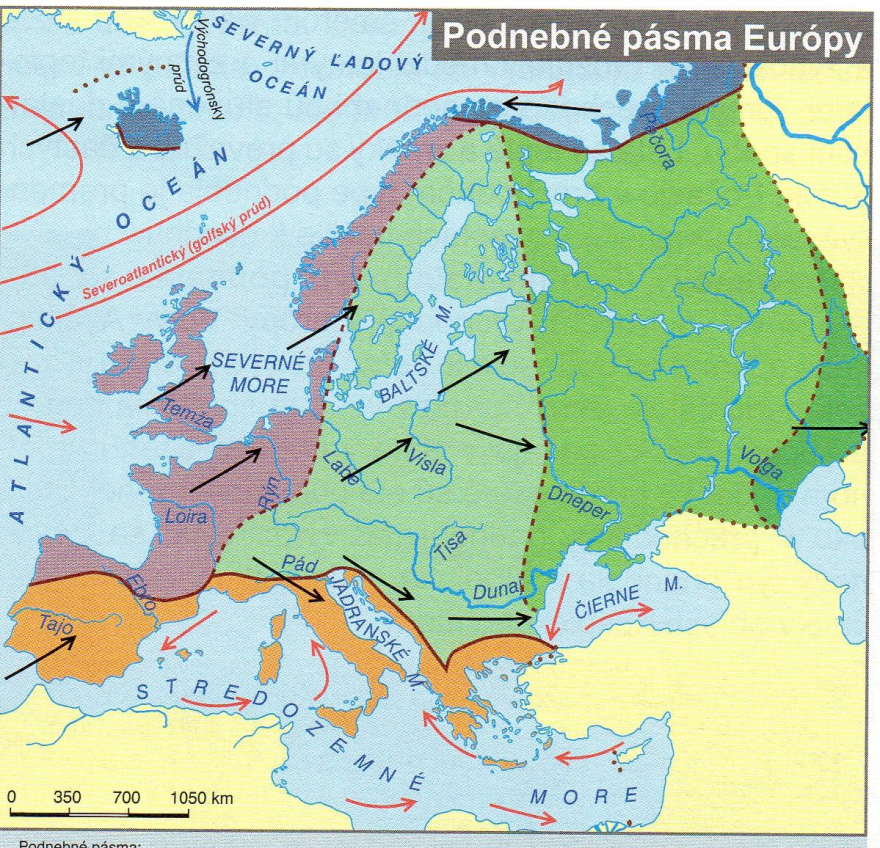 Podnebné pásma Európy
SEVERNÝ ĽADOVÝ
OCEÁN
Východogrónsky
prúd
Pečora
ATLANTICKÝ OCEÁN
Severoatlantický (golfský prúd)
SEVERNÉ
MORE
BALTSKÉ M.
Temža
Labe
Visla
Volga
Rýn
Loira
Dneper
Tisa
Pád
Dunaj
Ebro
Tajo
JADRANSKÉ M.
ČIERNE M.
STREDOZEMNÉ MORE
0 350 700 1050 km
Podnebné pásma: